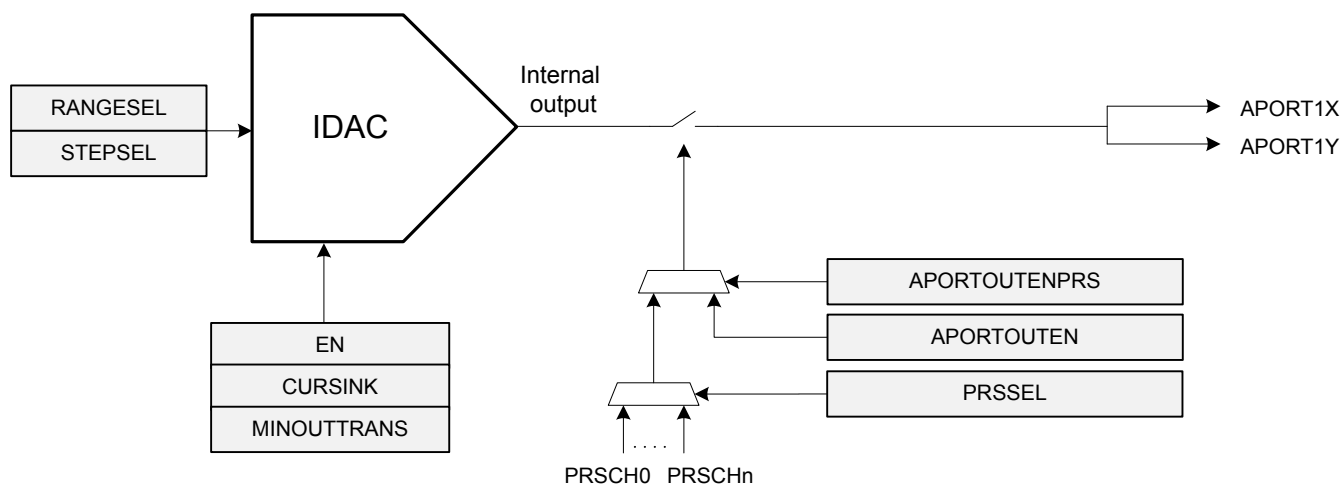 RANGESEL
STEPSEL
IDAC
Internal
output
APORT1X
APORT1Y
EN
CURSINK
MINOUTTRANS
APORTOUTENPRS
APORTOUTEN
PRSSEL
. . . .
PRSCH0 PRSCHn